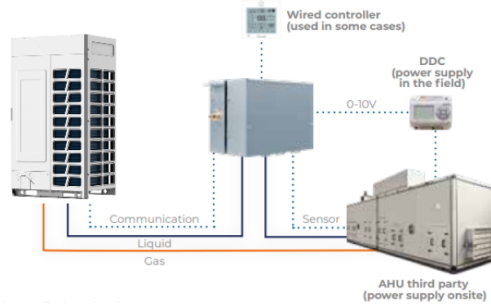 Wired controller
(used in some cases)
DDC
(power supply
in the field)
0-10V
Communication
Sensor
Liquid
Gas
AHU third party
(power supply onsite)